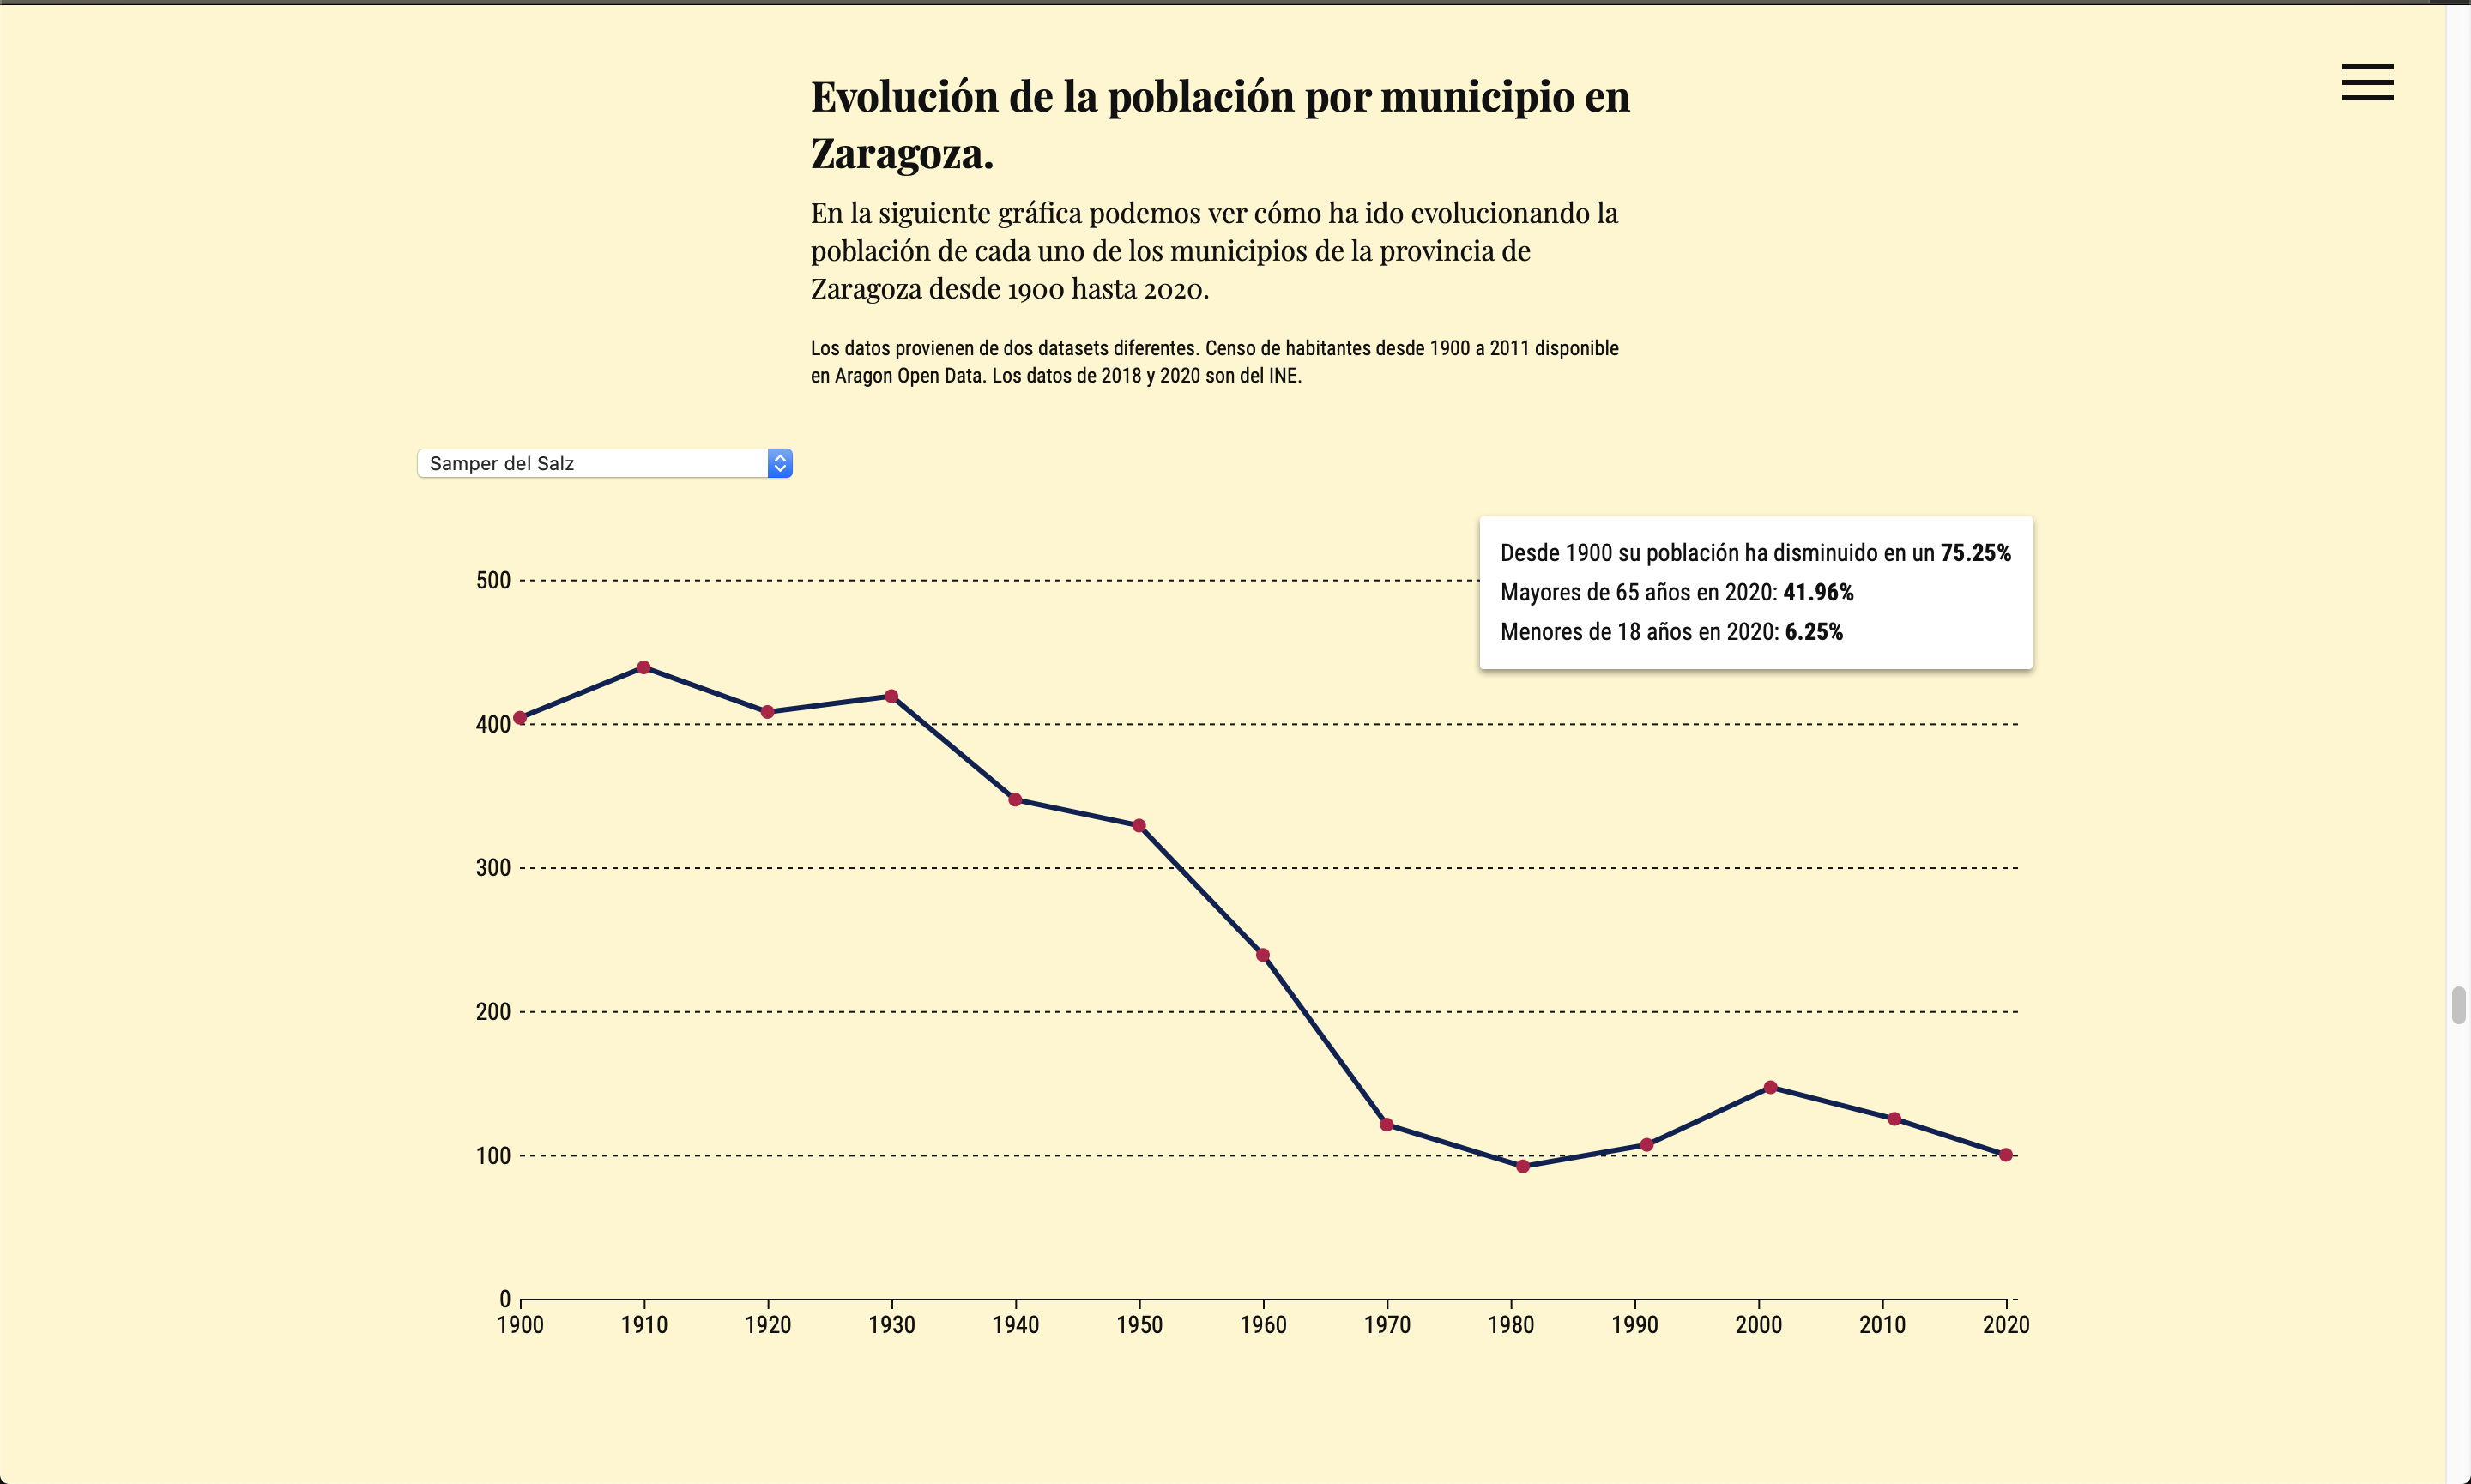 Evolución de la población por municipio en
Zaragoza.
En la siguiente gráfica podemos ver cómo ha ido evolucionando la
población de cada uno de los municipios de la provincia de
Zaragoza desde 1900 hasta 2020.
Los datos provienen de dos datasets diferentes. Censo de habitantes desde 1900 a 2011 disponible
en Aragon Open Data. Los datos de 2018 y 2020 son del INE.
Samper del Salz
Desde 1900 su población ha disminuido en un 75.25%
Mayores de 65 años en 2020: 41.96%
Menores de 18 años en 2020: 6.25%
500
400
300
200
100
0
1900 1910 1920 1930 1940 1950 1960 1970 1980 1990 2000 2010 2020